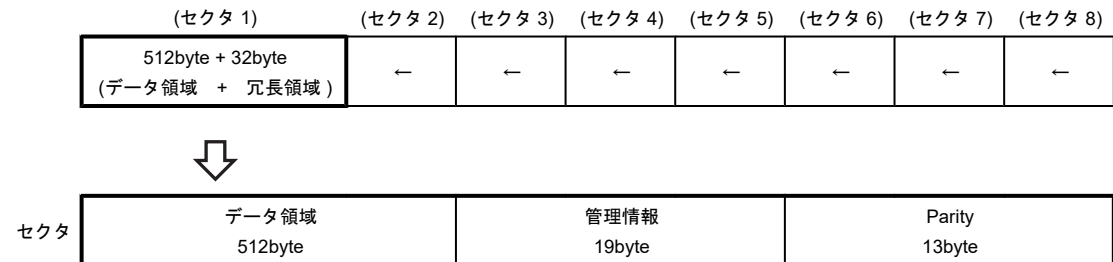 (セクタ 1) (セクタ 2) (セクタ 3) (セクタ 4) (セクタ 5) (セクタ 6) (セクタ 7) (セクタ 8)
512byte + 32byte
(データ領域 + 冗長領域 )
← ← ← ← ← ← ←
セクタ
データ領域
512byte
管理情報
19byte
Parity
13byte